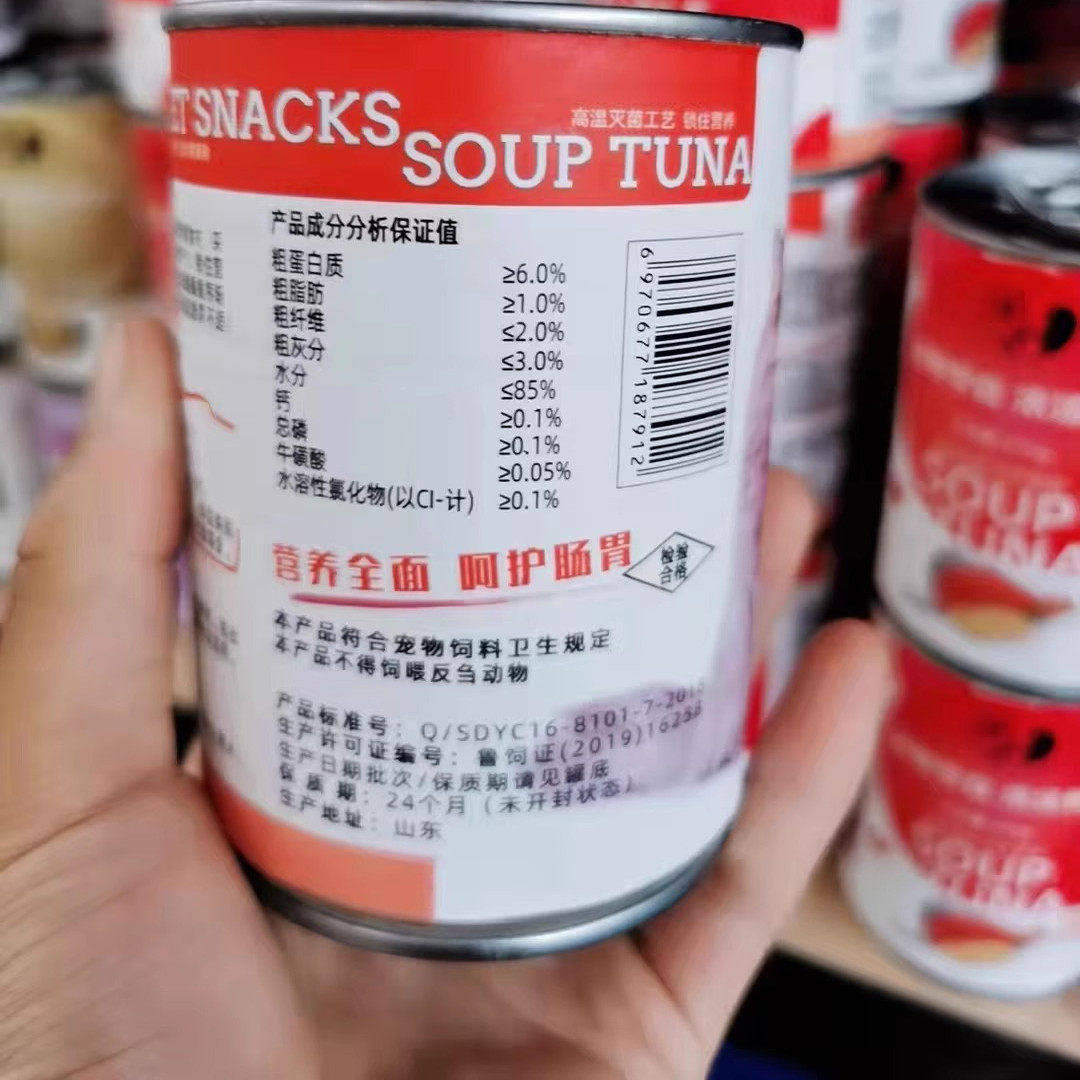 ET SNACKS
高温灭菌工艺 锁住营养
SOUP TUNA
产品成分分析保证值
粗蛋白质 ≥6.0%
粗脂肪 ≥1.0%
粗纤维 ≤2.0%
粗灰分 ≤3.0%
水分 ≤85%
钙 ≥0.1%
总磷 ≥0.1%
牛磺酸 ≥0.05%
水溶性氯化物(以Cl-计) ≥0.1%
6 970677 187912
营养全面 呵护肠胃
检验
合格
本产品符合宠物饲料卫生规定
本产品不得饲喂反刍动物
产品标准号：Q/SDYC16-8101-7-201
生产许可证编号：鲁饲证(2019)16258
生产日期批次/保质期请见罐底
保质期：24个月（未开封状态）
生产地址：山东
SOUP
TUNA
SOUP
TUNA